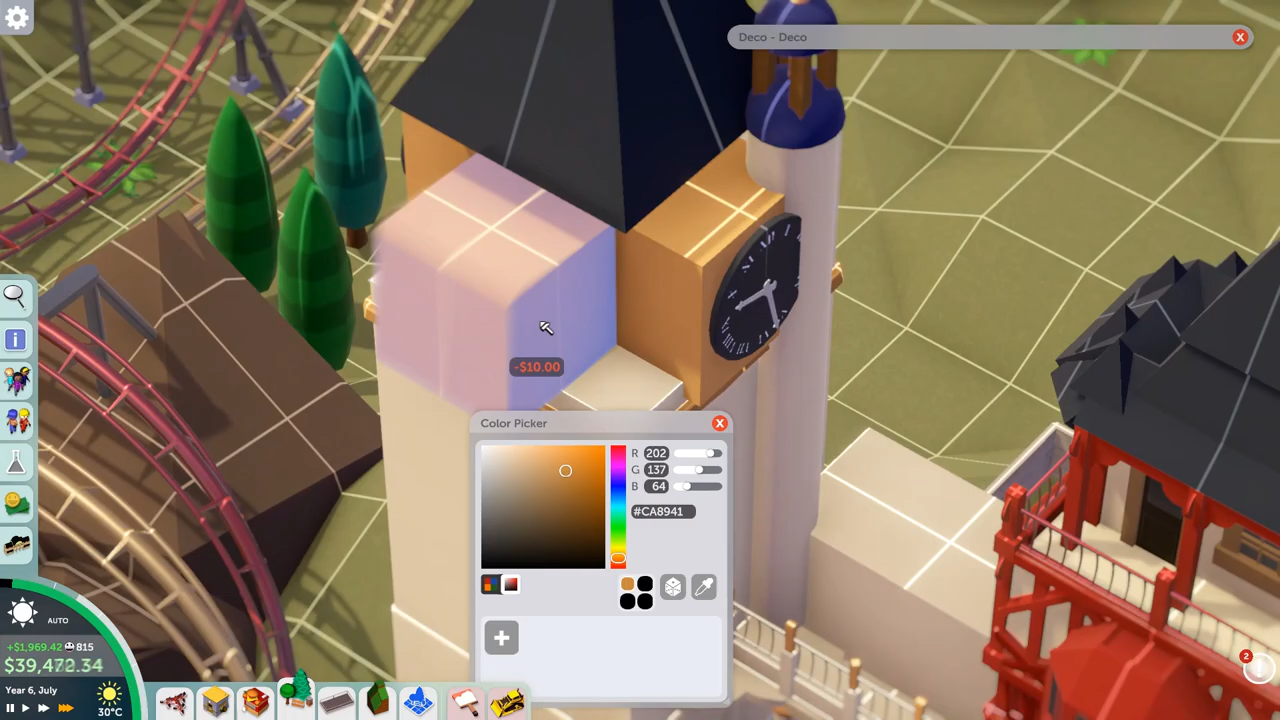 Deco - Deco
-$10.00
Color Picker
R 202
G 137
B 64
#CA8941
AUTO
+$1,969.42 815
$39,472.34
Year 6, July
30°C
2